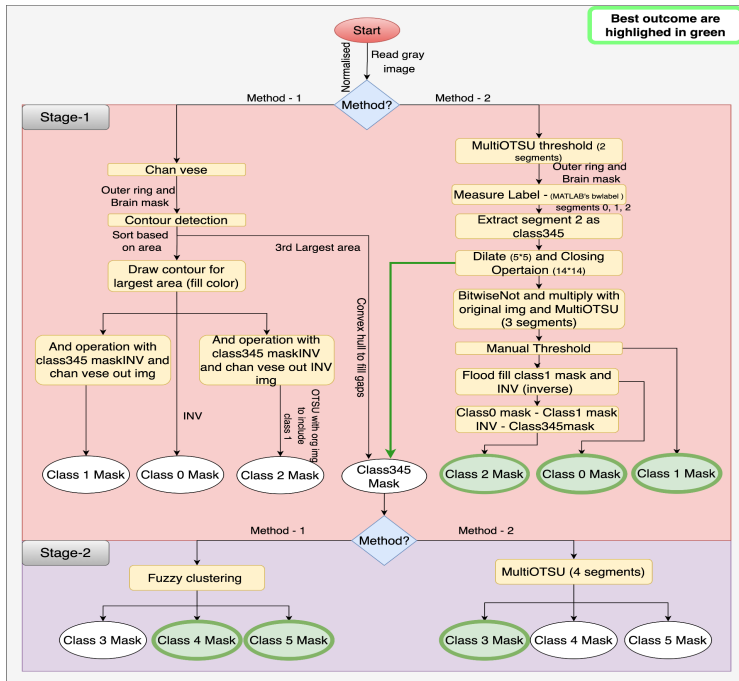 Best outcome are
highlighed in green
Start
Normalised
Read gray
image
Method - 1
Method?
Method - 2
Stage-1
Chan vese
Outer ring and
Brain mask
Contour detection
Sort based
on area
3rd Largest area
Draw contour for
largest area (fill color)
And operation with
class345 maskINV and
chan vese out img
And operation with
class345 maskINV
and chan vese out INV
img
INV
OTSU with org img
to include
class 1
Convex hull to fill gaps
Class 1 Mask
Class 0 Mask
Class 2 Mask
Class345
Mask
MultiOTSU threshold (2
segments)
Outer ring and
Brain mask
Measure Label - (MATLAB's bwlabel )
segments 0, 1, 2
Extract segment 2 as
class345
Dilate (5*5) and Closing
Opertaion (14*14)
BitwiseNot and multiply with
original img and MultiOTSU
(3 segments)
Manual Threshold
Flood fill class1 mask and
INV (inverse)
Class0 mask - Class1 mask
INV - Class345mask
Class 2 Mask
Class 0 Mask
Class 1 Mask
Method - 1
Method?
Method - 2
Stage-2
Fuzzy clustering
Class 3 Mask
Class 4 Mask
Class 5 Mask
MultiOTSU (4 segments)
Class 3 Mask
Class 4 Mask
Class 5 Mask